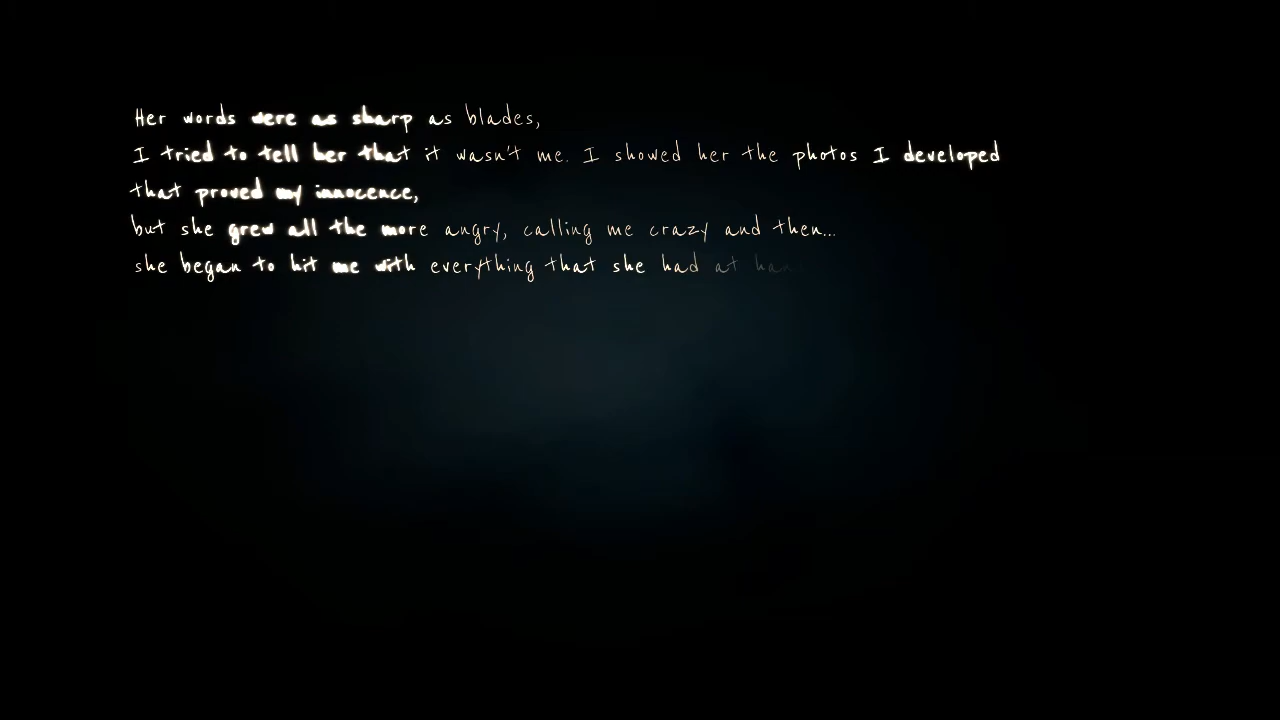 Her words were as sharp as blades,
I tried to tell her that it wasn't me. I showed her the photos I developed
that proved my innocence,
but she grew all the more angry, calling me crazy and then...
she began to hit me with everything that she had at